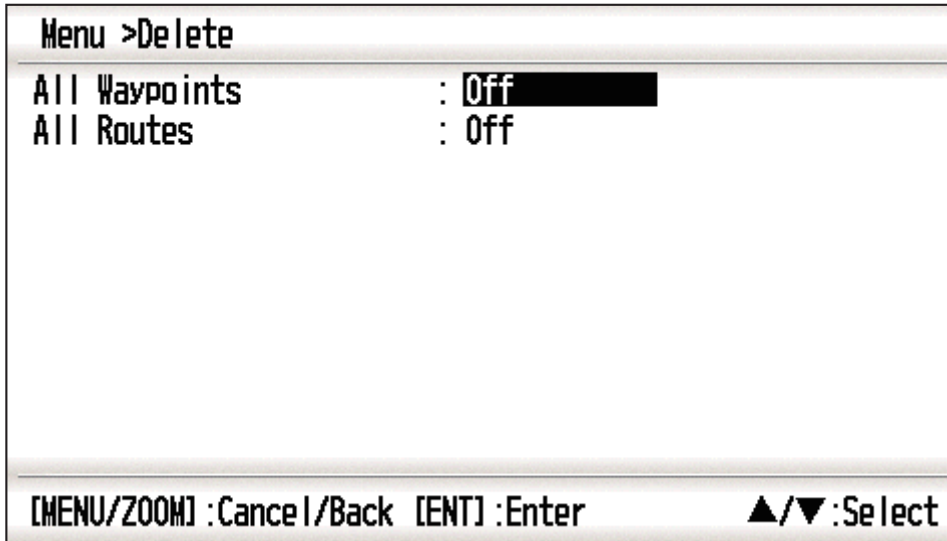 Menu >Delete
All Waypoints : Off
All Routes : Off
[MENU/ZOOM]:Cancel/Back [ENT]:Enter ▲/▼:Select